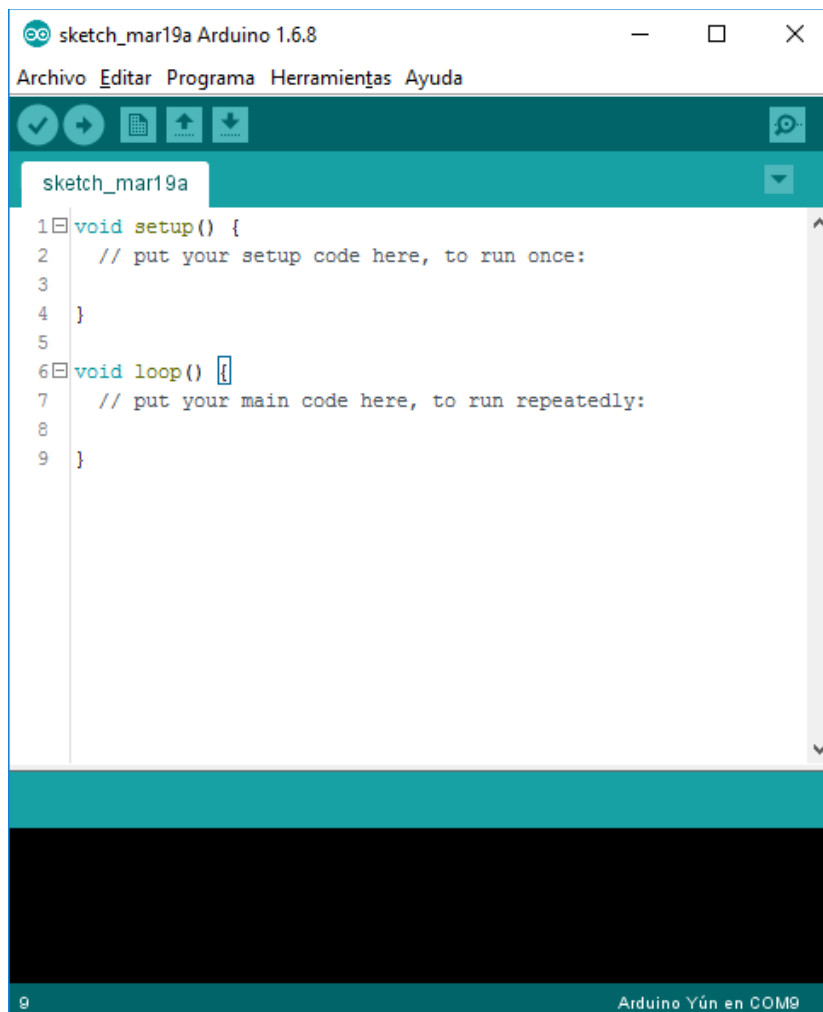 sketch_mar19a Arduino 1.6.8
Archivo Editar Programa Herramientas Ayuda
sketch_mar19a
1 void setup() {
2 // put your setup code here, to run once:
3
4 }
5
6 void loop() {
7 // put your main code here, to run repeatedly:
8
9 }
9 Arduino Yún en COM9